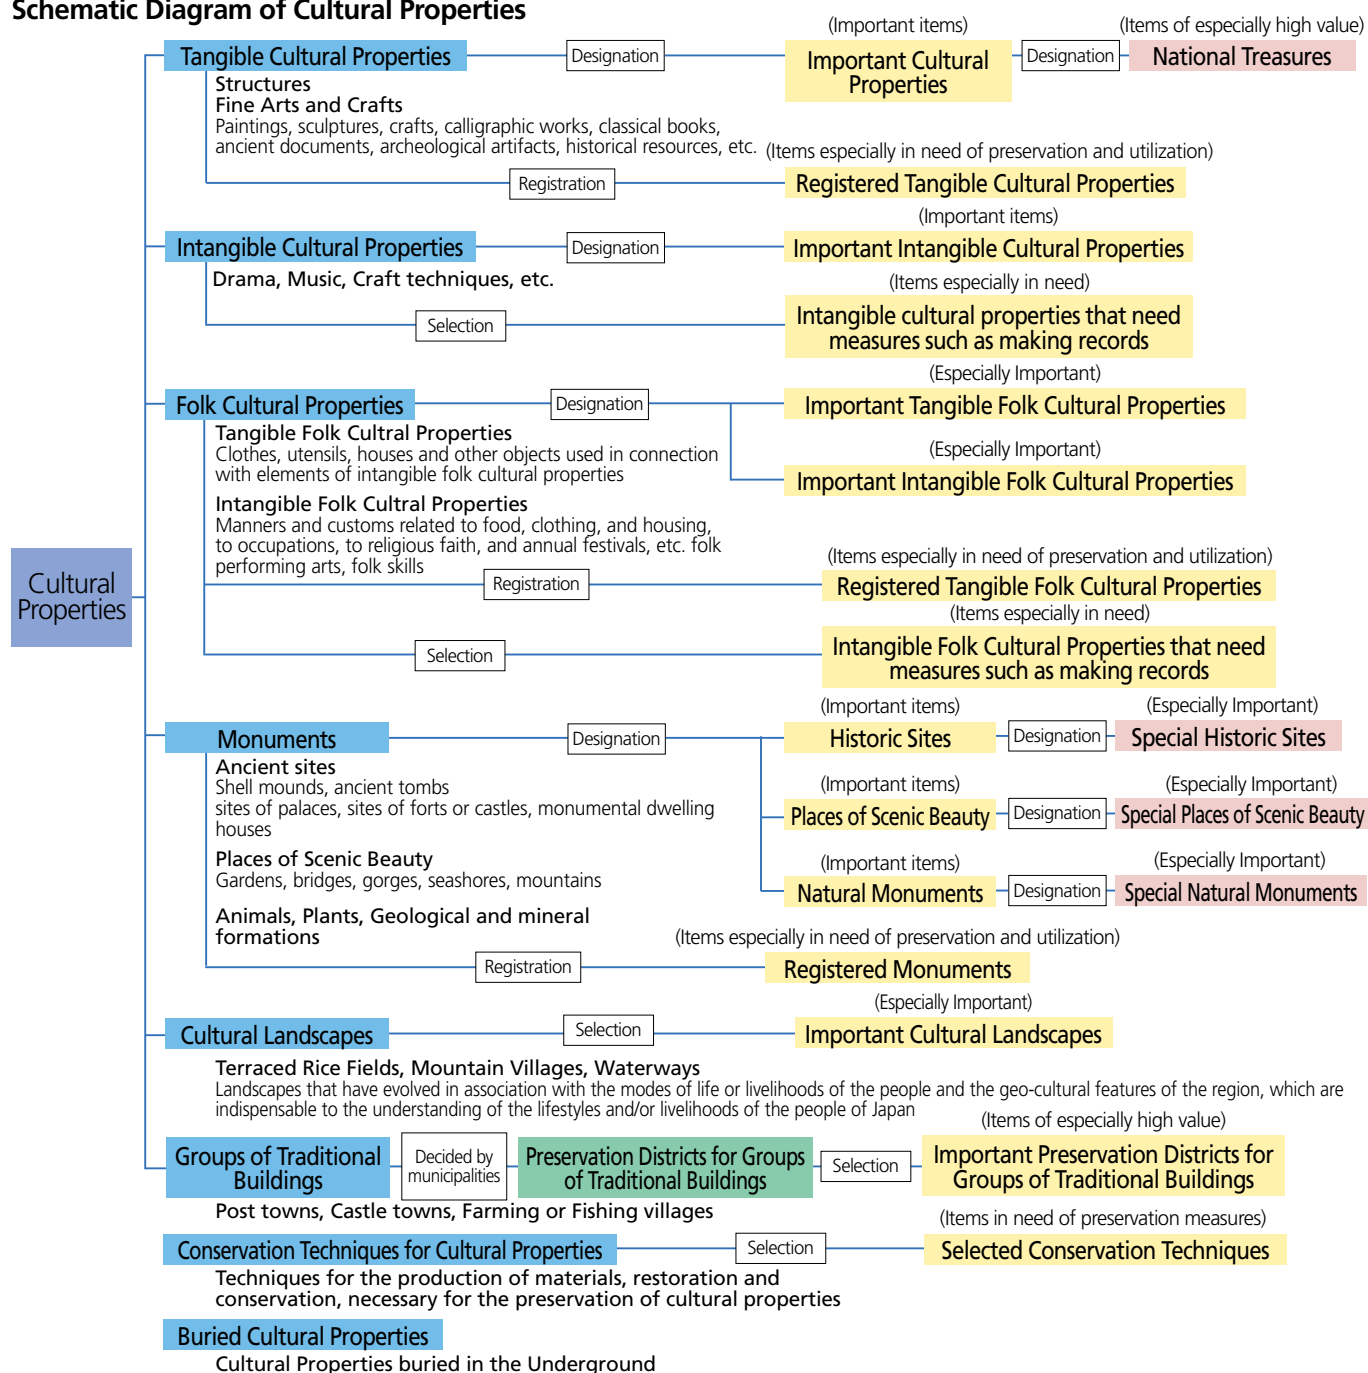 Schematic Diagram of Cultural Properties
(Important items)
(Items of especially high value)
Tangible Cultural Properties
Designation
Important Cultural
Properties
Designation
National Treasures
Structures
Fine Arts and Crafts
Paintings, sculptures, crafts, calligraphic works, classical books,
ancient documents, archeological artifacts, historical resources, etc.
(Items especially in need of preservation and utilization)
Registration
Registered Tangible Cultural Properties
(Important items)
Intangible Cultural Properties
Designation
Important Intangible Cultural Properties
Drama, Music, Craft techniques, etc.
(Items especially in need)
Selection
Intangible cultural properties that need
measures such as making records
(Especially Important)
Folk Cultural Properties
Designation
Important Tangible Folk Cultural Properties
Tangible Folk Cultral Properties
Clothes, utensils, houses and other objects used in connection
with elements of intangible folk cultural properties
(Especially Important)
Important Intangible Folk Cultural Properties
Intangible Folk Cultral Properties
Manners and customs related to food, clothing, and housing,
to occupations, to religious faith, and annual festivals, etc. folk
performing arts, folk skills
(Items especially in need of preservation and utilization)
Registration
Registered Tangible Folk Cultural Properties
Cultural
Properties
(Items especially in need)
Selection
Intangible Folk Cultural Properties that need
measures such as making records
(Important items)
(Especially Important)
Monuments
Designation
Historic Sites
Designation
Special Historic Sites
Ancient sites
Shell mounds, ancient tombs
sites of palaces, sites of forts or castles, monumental dwelling
houses
(Important items)
(Especially Important)
Places of Scenic Beauty
Designation
Special Places of Scenic Beauty
Places of Scenic Beauty
Gardens, bridges, gorges, seashores, mountains
(Important items)
(Especially Important)
Natural Monuments
Designation
Special Natural Monuments
Animals, Plants, Geological and mineral
formations
(Items especially in need of preservation and utilization)
Registration
Registered Monuments
(Especially Important)
Cultural Landscapes
Selection
Important Cultural Landscapes
Terraced Rice Fields, Mountain Villages, Waterways
Landscapes that have evolved in association with the modes of life or livelihoods of the people and the geo-cultural features of the region, which are
indispensable to the understanding of the lifestyles and/or livelihoods of the people of Japan
(Items of especially high value)
Groups of Traditional
Buildings
Decided by
municipalities
Preservation Districts for Groups
of Traditional Buildings
Selection
Important Preservation Districts for
Groups of Traditional Buildings
Post towns, Castle towns, Farming or Fishing villages
(Items in need of preservation measures)
Conservation Techniques for Cultural Properties
Selection
Selected Conservation Techniques
Techniques for the production of materials, restoration and
conservation, necessary for the preservation of cultural properties
Buried Cultural Properties
Cultural Properties buried in the Underground